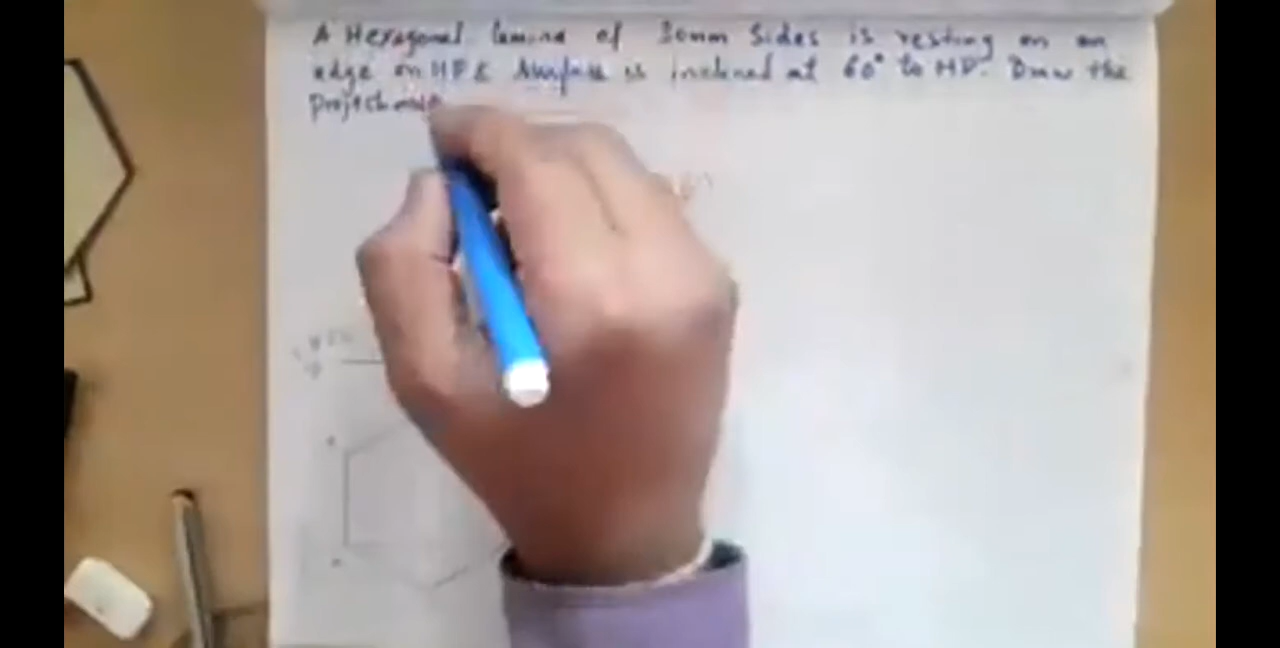 A Hexagonal lamina of 30mm Sides is resting on an
edge on HP & Surface is inclined at 60° to HP. Draw the
Projections